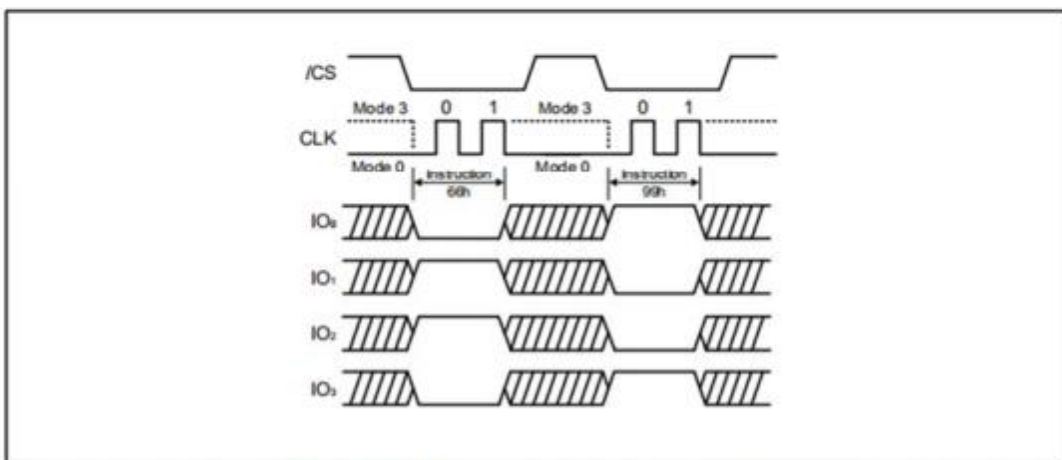 /CS
Mode 3 0 1 Mode 3 0 1
CLK
Mode 0 Mode 0
Instruction Instruction
66h 99h
IO₀
IO₁
IO₂
IO₃